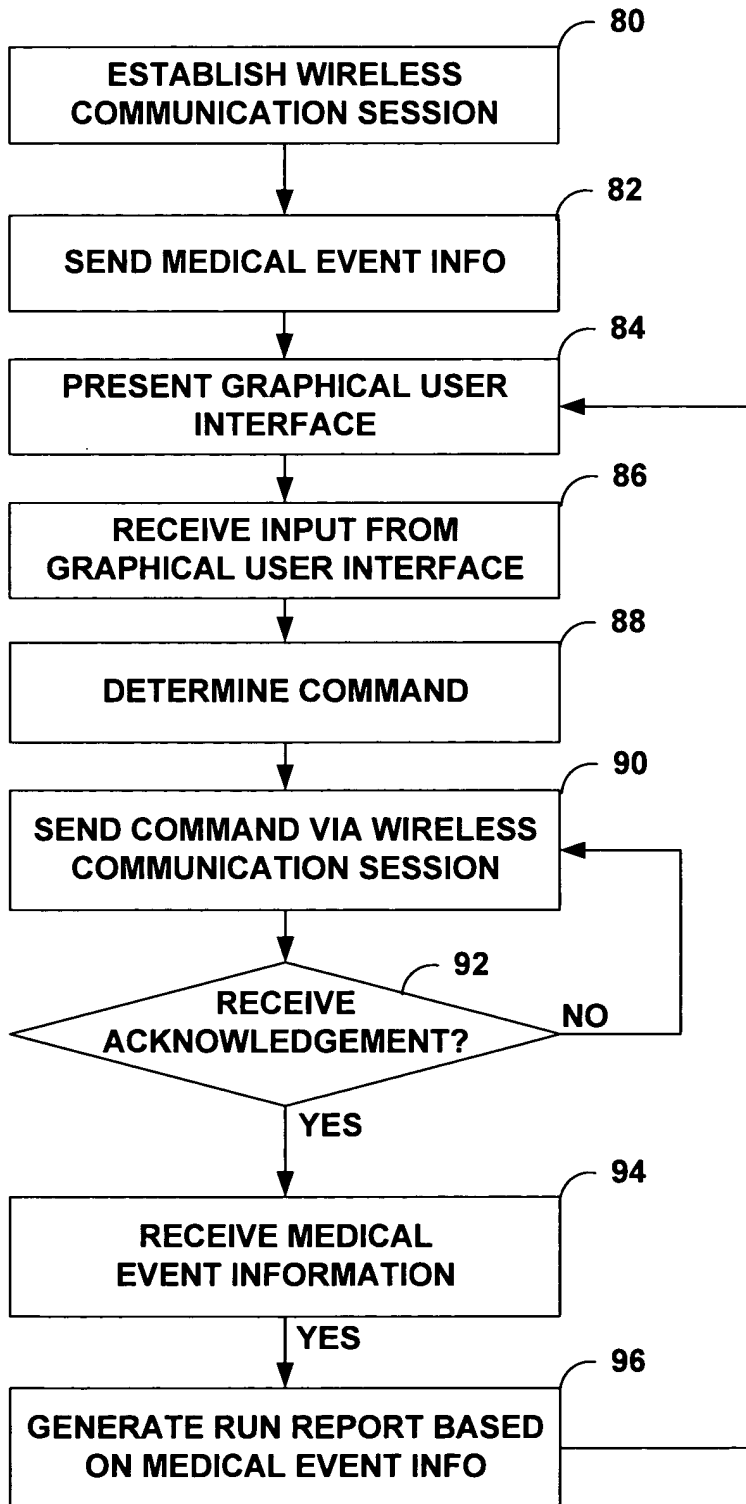 80
ESTABLISH WIRELESS
COMMUNICATION SESSION
82
SEND MEDICAL EVENT INFO
84
PRESENT GRAPHICAL USER
INTERFACE
86
RECEIVE INPUT FROM
GRAPHICAL USER INTERFACE
88
DETERMINE COMMAND
90
SEND COMMAND VIA WIRELESS
COMMUNICATION SESSION
92
RECEIVE
ACKNOWLEDGEMENT?
NO
YES
94
RECEIVE MEDICAL
EVENT INFORMATION
YES
96
GENERATE RUN REPORT BASED
ON MEDICAL EVENT INFO